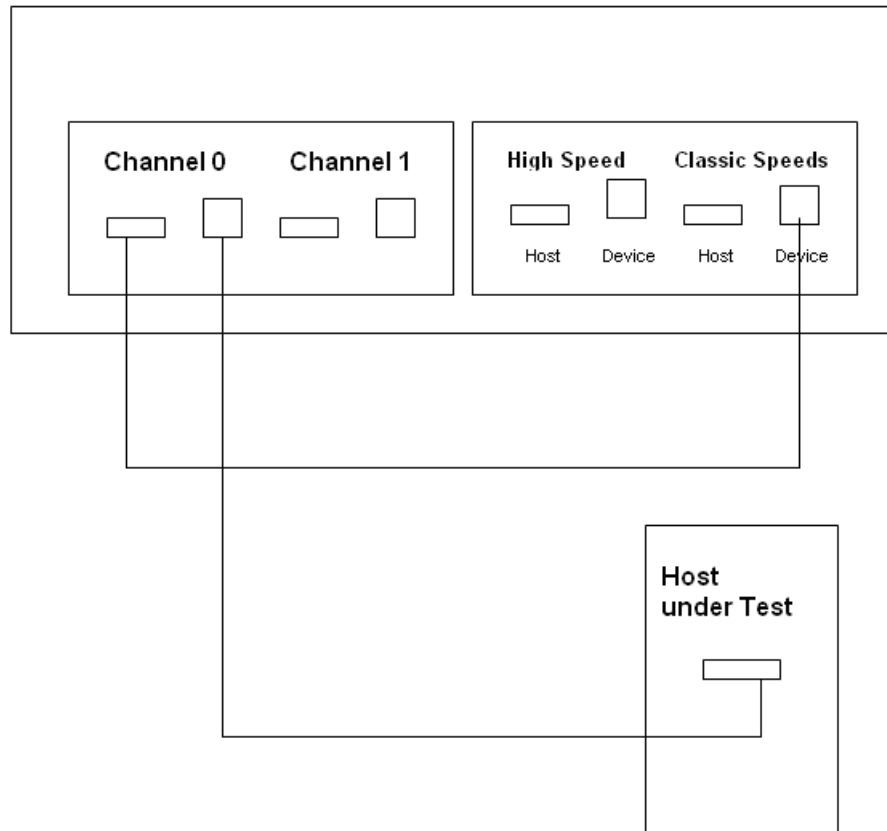 Channel 0
Channel 1
High Speed
Classic Speeds
Host
Device
Host
Device
Host
under Test